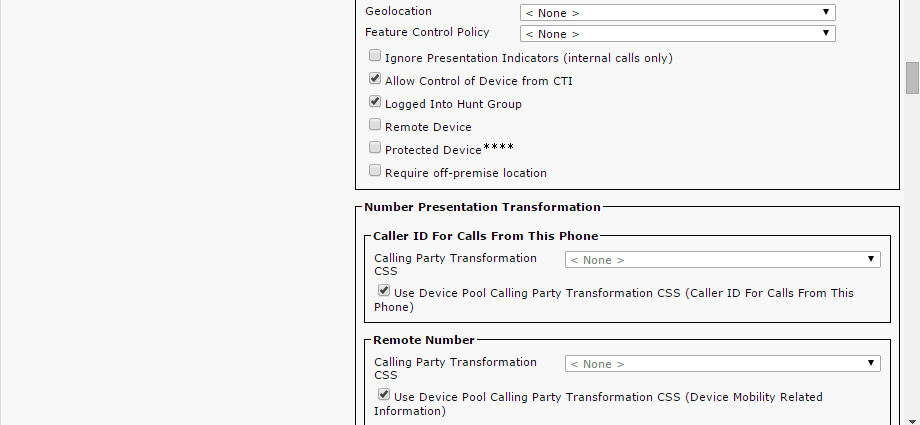 Geolocation < None >
Feature Control Policy < None >
Ignore Presentation Indicators (internal calls only)
Allow Control of Device from CTI
Logged Into Hunt Group
Remote Device
Protected Device****
Require off-premise location
Number Presentation Transformation
Caller ID For Calls From This Phone
Calling Party Transformation < None >
CSS
Use Device Pool Calling Party Transformation CSS (Caller ID For Calls From This
Phone)
Remote Number
Calling Party Transformation < None >
CSS
Use Device Pool Calling Party Transformation CSS (Device Mobility Related
Information)